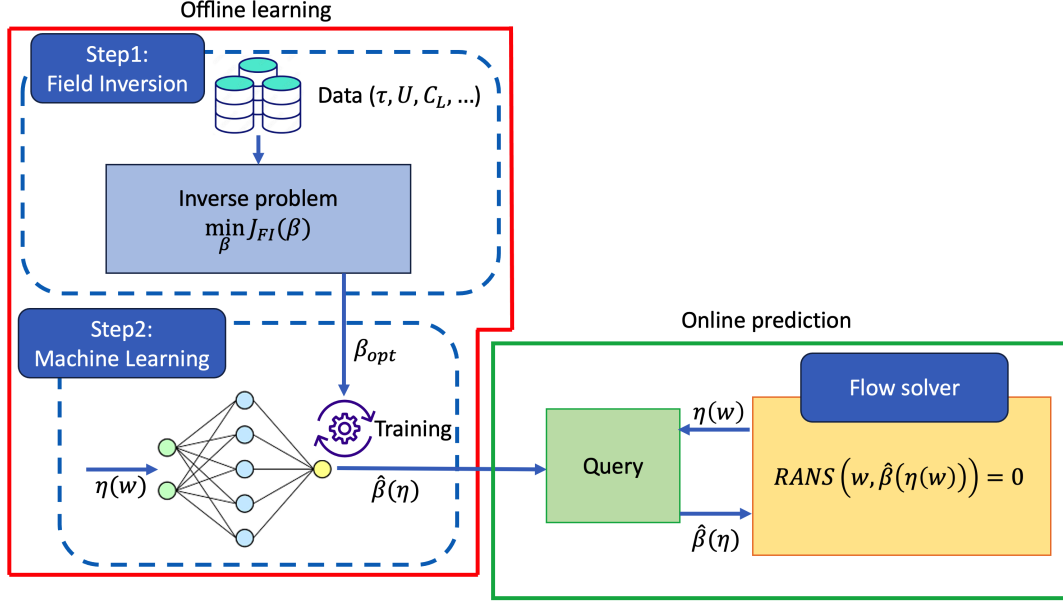 Offline learning
Step1:
Field Inversion
Data (τ, U, C_L, ...)
Inverse problem
min J_FI(β)
β
Step2:
Machine Learning
β_opt
Training
η(w)
β̂(η)
Online prediction
Flow solver
Query
η(w)
RANS(w, β̂(η(w))) = 0
β̂(η)